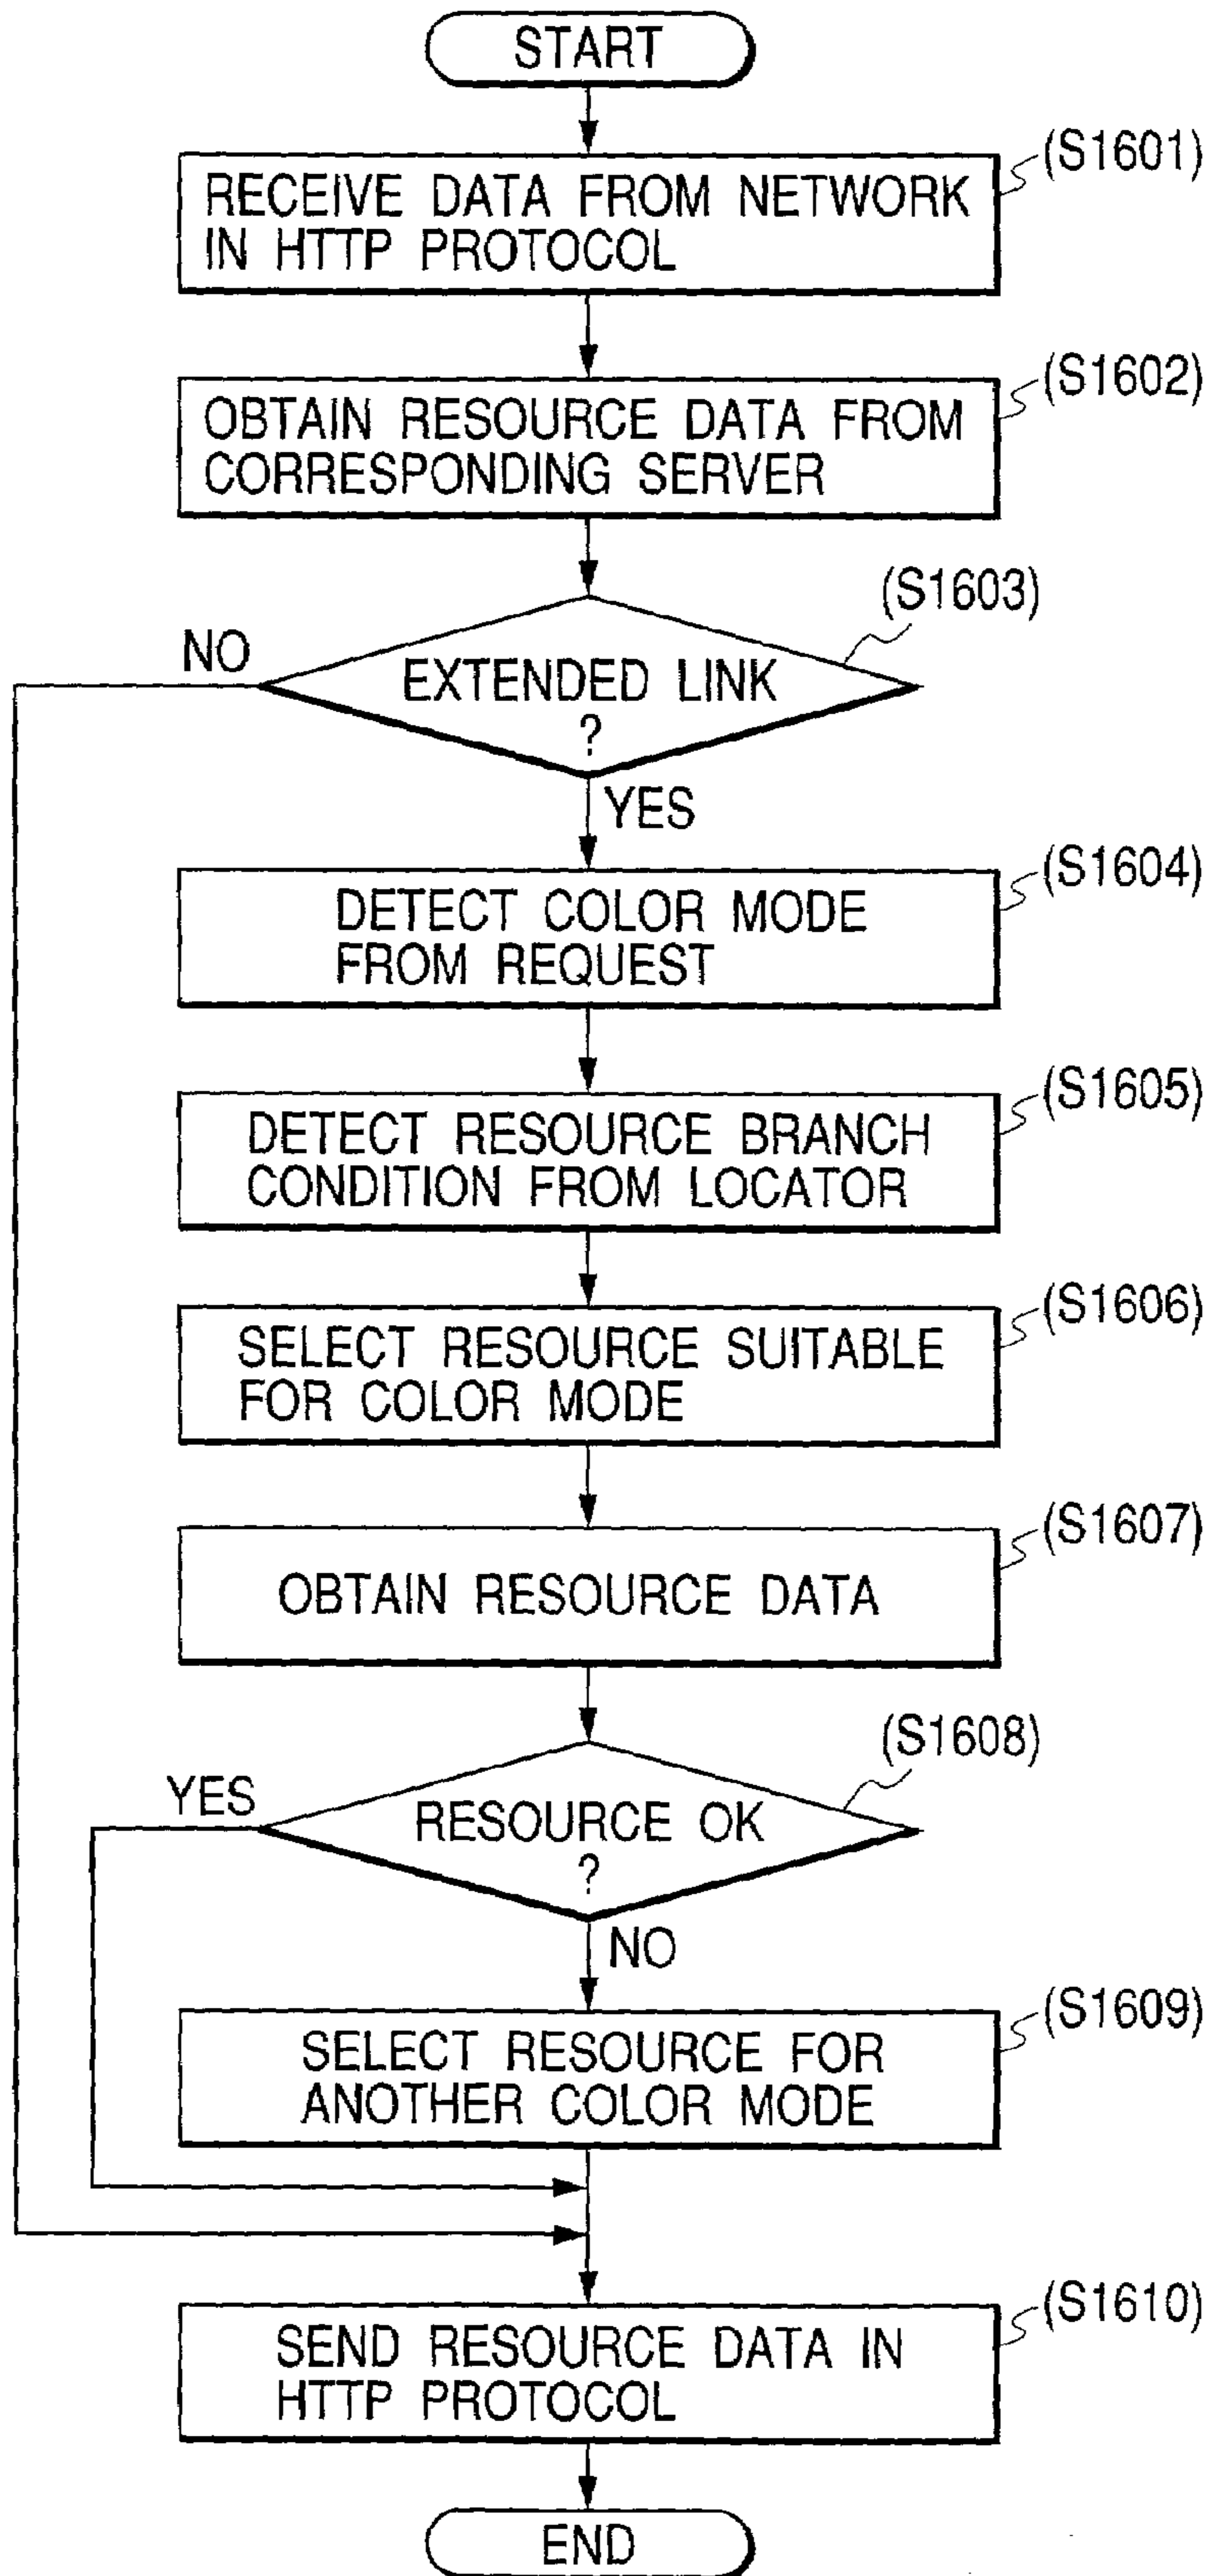 START
(S1601)
RECEIVE DATA FROM NETWORK
IN HTTP PROTOCOL
(S1602)
OBTAIN RESOURCE DATA FROM
CORRESPONDING SERVER
(S1603)
NO
EXTENDED LINK
?
YES
(S1604)
DETECT COLOR MODE
FROM REQUEST
(S1605)
DETECT RESOURCE BRANCH
CONDITION FROM LOCATOR
(S1606)
SELECT RESOURCE SUITABLE
FOR COLOR MODE
(S1607)
OBTAIN RESOURCE DATA
(S1608)
YES
RESOURCE OK
?
NO
(S1609)
SELECT RESOURCE FOR
ANOTHER COLOR MODE
(S1610)
SEND RESOURCE DATA IN
HTTP PROTOCOL
END